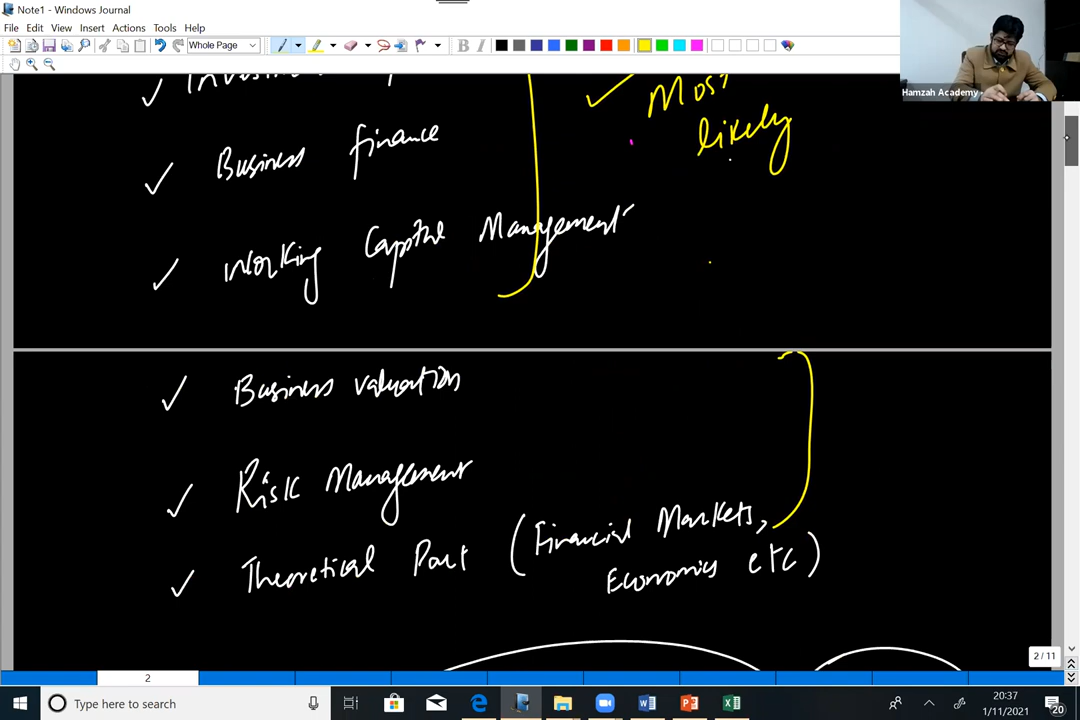 Note1 - Windows Journal
File Edit View Insert Actions Tools Help
Whole Page
B I
Hamzah Academy
✓ Most
likely
✓ Business finance
✓ Working Capital Management
✓ Business valuation
✓ Risk Management
✓ Theoretical Part (Financial Markets,
Economics etc)
2 / 11
2
Type here to search
20:37
1/11/2021
20